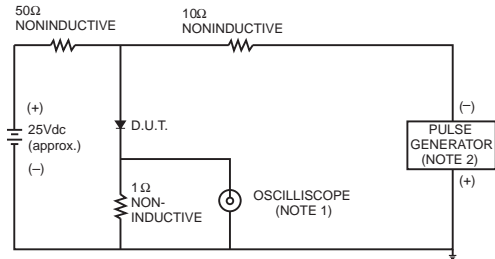 50Ω
NONINDUCTIVE
10Ω
NONINDUCTIVE
(+)
25Vdc
(approx.)
(–)
D.U.T.
1Ω
NON-
INDUCTIVE
OSCILLISCOPE
(NOTE 1)
(–)
PULSE
GENERATOR
(NOTE 2)
(+)